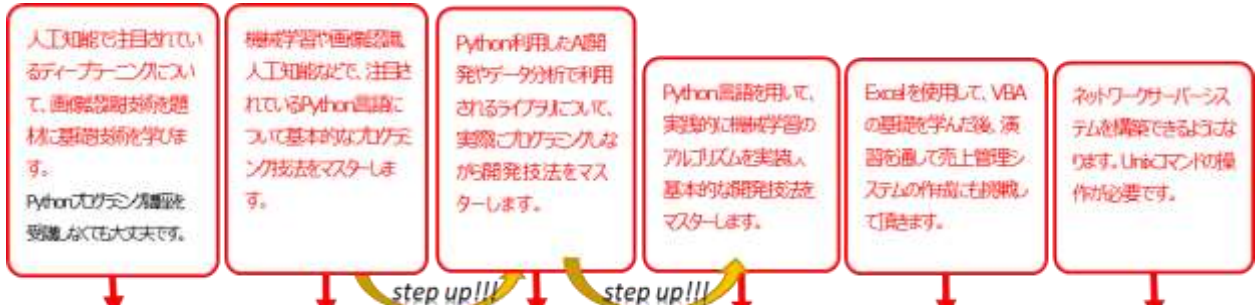 人工知能で注目されてい
るディープラーニングについ
て、画像認識技術を題
材に基礎技術を学びま
す。
Pythonプログラミング講座を
受講しなくても大丈夫です。
機械学習や画像認識、
人工知能などで、注目さ
れているPython言語に
ついて基本的なプログラミ
ング技法をマスターしま
す。
Python利用したAI開
発やデータ分析で利用
されるライブラリについて、
実際にプログラミングしな
がら開発技法をマス
ターします。
Python言語を用いて、
実践的に機械学習の
アルゴリズムを実装し
基本的な開発技法を
マスターします。
Excelを使用して、VBA
の基礎を学んだ後、演
習を通して売上管理シ
ステムの作成にも挑戦し
て頂きます。
ネットワークサーバーシス
テムを構築できるようにな
ります。Unixコマンドの操
作が必要です。
step up!!!
step up!!!